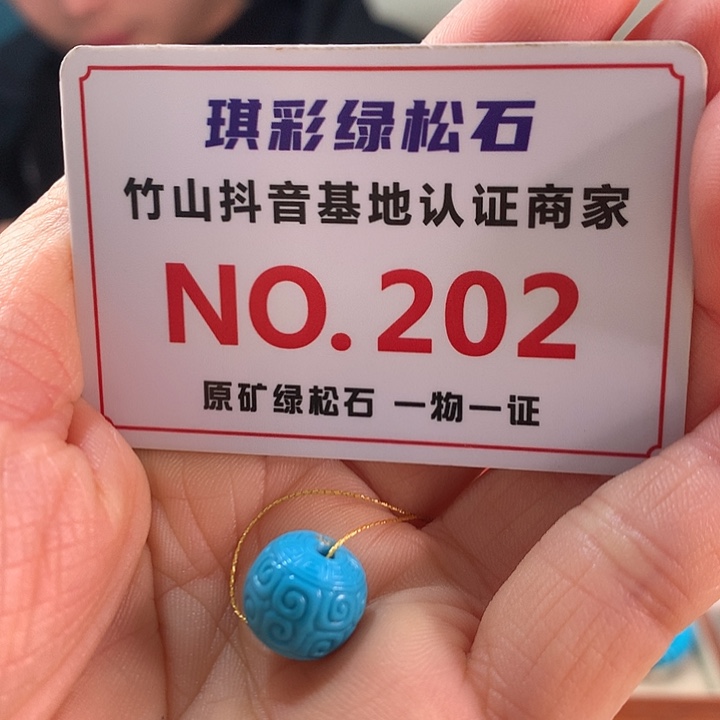 琪彩绿松石
竹山抖音基地认证商家
NO.202
原矿绿松石 一物一证